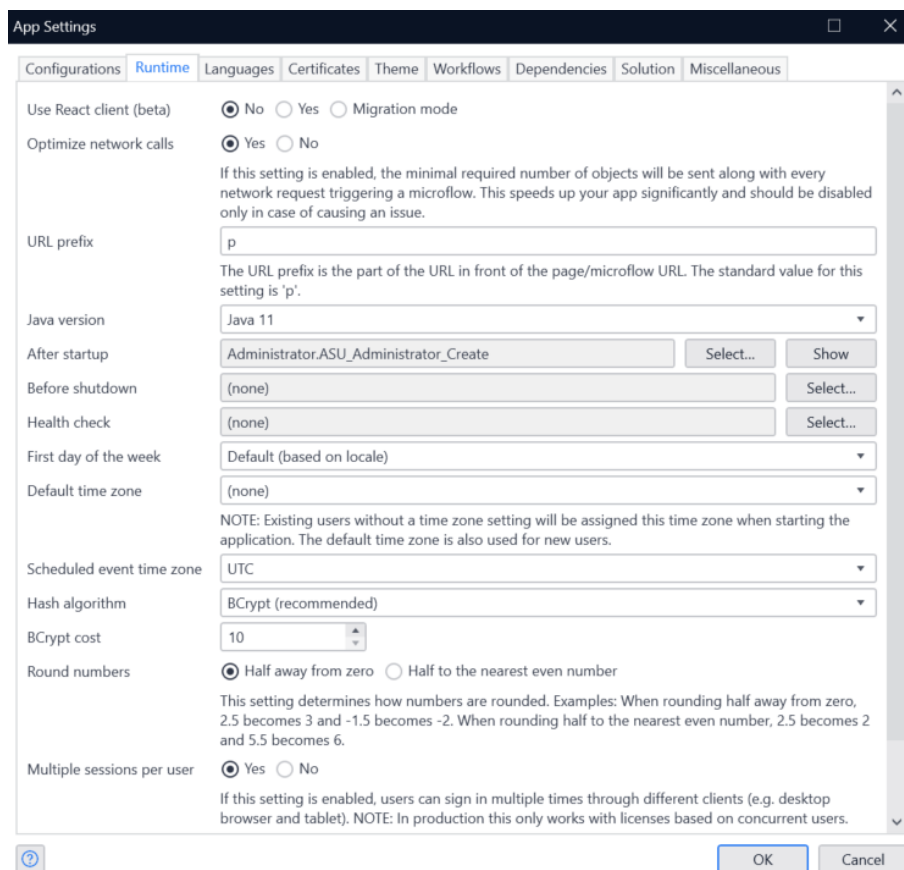 App Settings
Configurations Runtime Languages Certificates Theme Workflows Dependencies Solution Miscellaneous
Use React client (beta) No Yes Migration mode
Optimize network calls Yes No
If this setting is enabled, the minimal required number of objects will be sent along with every
network request triggering a microflow. This speeds up your app significantly and should be disabled
only in case of causing an issue.
URL prefix p
The URL prefix is the part of the URL in front of the page/microflow URL. The standard value for this
setting is 'p'.
Java version Java 11
After startup Administrator.ASU_Administrator_Create Select... Show
Before shutdown (none) Select...
Health check (none) Select...
First day of the week Default (based on locale)
Default time zone (none)
NOTE: Existing users without a time zone setting will be assigned this time zone when starting the
application. The default time zone is also used for new users.
Scheduled event time zone UTC
Hash algorithm BCrypt (recommended)
BCrypt cost 10
Round numbers Half away from zero Half to the nearest even number
This setting determines how numbers are rounded. Examples: When rounding half away from zero,
2.5 becomes 3 and -1.5 becomes -2. When rounding half to the nearest even number, 2.5 becomes 2
and 5.5 becomes 6.
Multiple sessions per user Yes No
If this setting is enabled, users can sign in multiple times through different clients (e.g. desktop
browser and tablet). NOTE: In production this only works with licenses based on concurrent users.
? OK Cancel